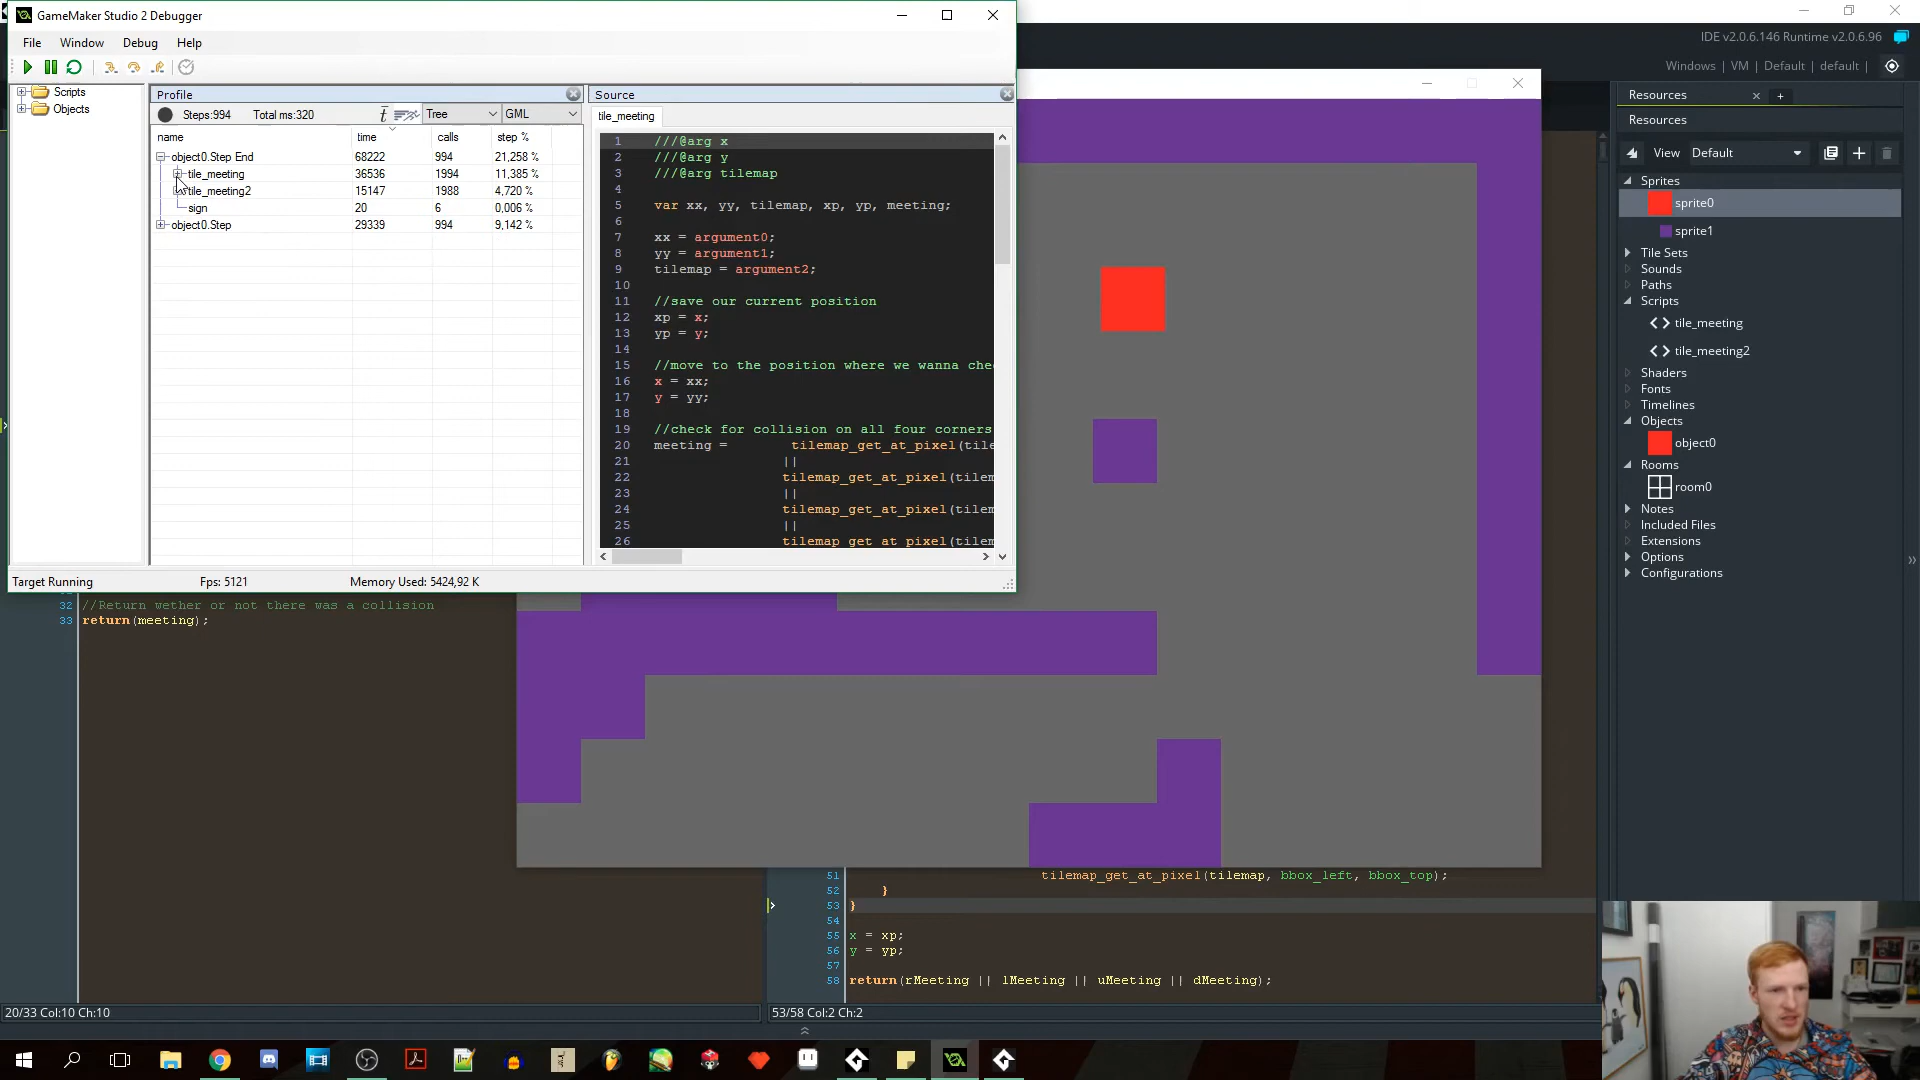 GameMaker Studio 2 Debugger
File Window Debug Help
IDE v2.0.6.146 Runtime v2.0.6.96
Windows | VM | Default | default |
Scripts
Objects
Profile
Steps:994 Total ms:320 Tree GML
name time calls step %
object0.Step End 68222 994 21,258 %
tile_meeting 36536 1994 11,385 %
tile_meeting2 15147 1988 4,720 %
sign 20 6 0,006 %
object0.Step 29339 994 9,142 %
Source
tile_meeting
1 ///@arg x
2 ///@arg y
3 ///@arg tilemap
4
5 var xx, yy, tilemap, xp, yp, meeting;
6
7 xx = argument0;
8 yy = argument1;
9 tilemap = argument2;
10
11 //save our current position
12 xp = x;
13 yp = y;
14
15 //move to the position where we wanna che
16 x = xx;
17 y = yy;
18
19 //check for collision on all four corners
20 meeting = tilemap_get_at_pixel(tile
21 ||
22 tilemap_get_at_pixel(tilem
23 ||
24 tilemap_get_at_pixel(tilem
25 ||
26 tilemap_get_at_pixel(tilem
Target Running Fps: 5121 Memory Used: 5424,92 K
32 //Return wether or not there was a collision
33 return(meeting);
51 tilemap_get_at_pixel(tilemap, bbox_left, bbox_top);
52 }
53 }
54
55 x = xp;
56 y = yp;
57
58 return(rMeeting || lMeeting || uMeeting || dMeeting);
20/33 Col:10 Ch:10
53/58 Col:2 Ch:2
Resources
Resources
View Default
Sprites
sprite0
sprite1
Tile Sets
Sounds
Paths
Scripts
tile_meeting
tile_meeting2
Shaders
Fonts
Timelines
Objects
object0
Rooms
room0
Notes
Included Files
Extensions
Options
Configurations